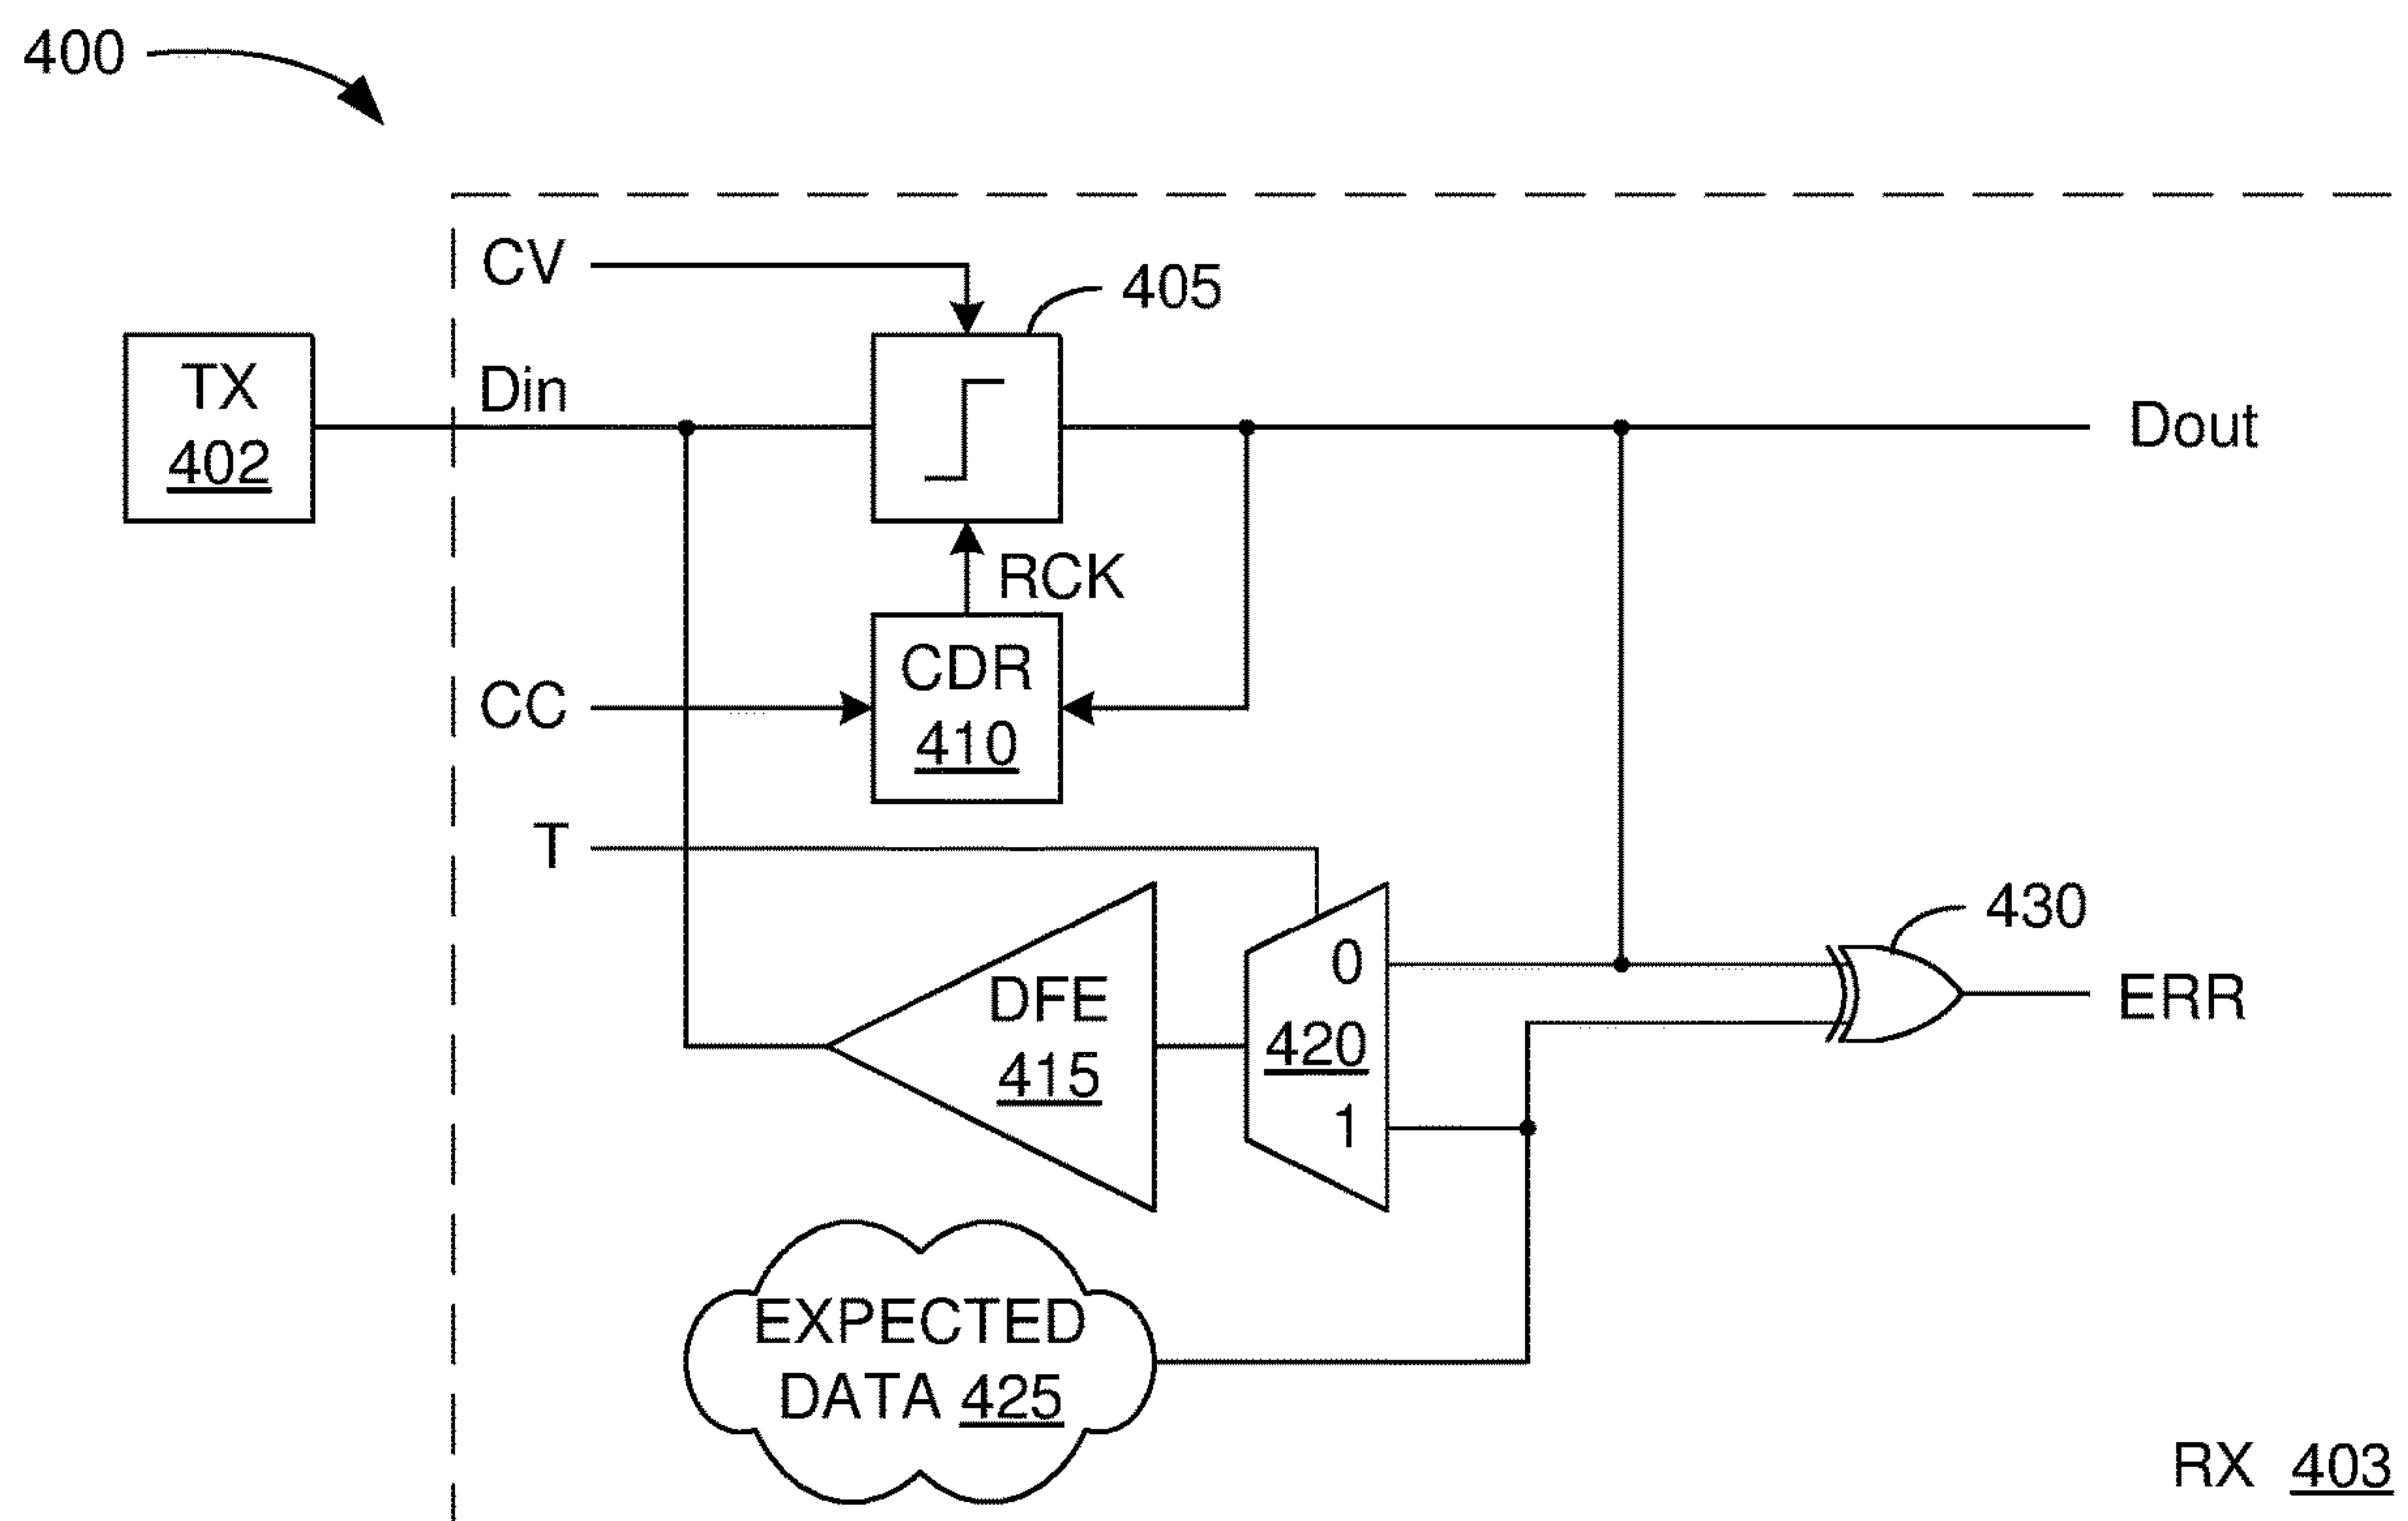 400
CV
405
TX
402
Din
Dout
RCK
CC
CDR
410
T
430
0
DFE
415
420
ERR
1
EXPECTED
DATA 425
RX 403